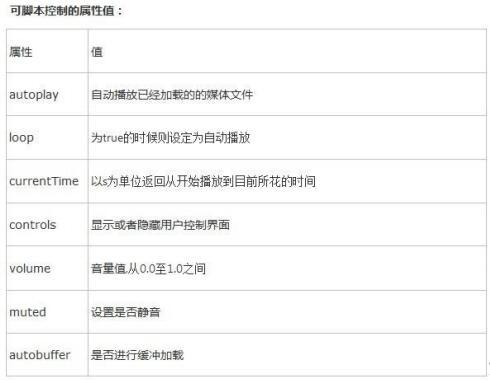 可脚本控制的属性值：
属性 值
autoplay 自动播放已经加载的的媒体文件
loop 为true的时候则设定为自动播放
currentTime 以s为单位返回从开始播放到目前所花的时间
controls 显示或者隐藏用户控制界面
volume 音量值,从0.0至1.0之间
muted 设置是否静音
autobuffer 是否进行缓冲加载